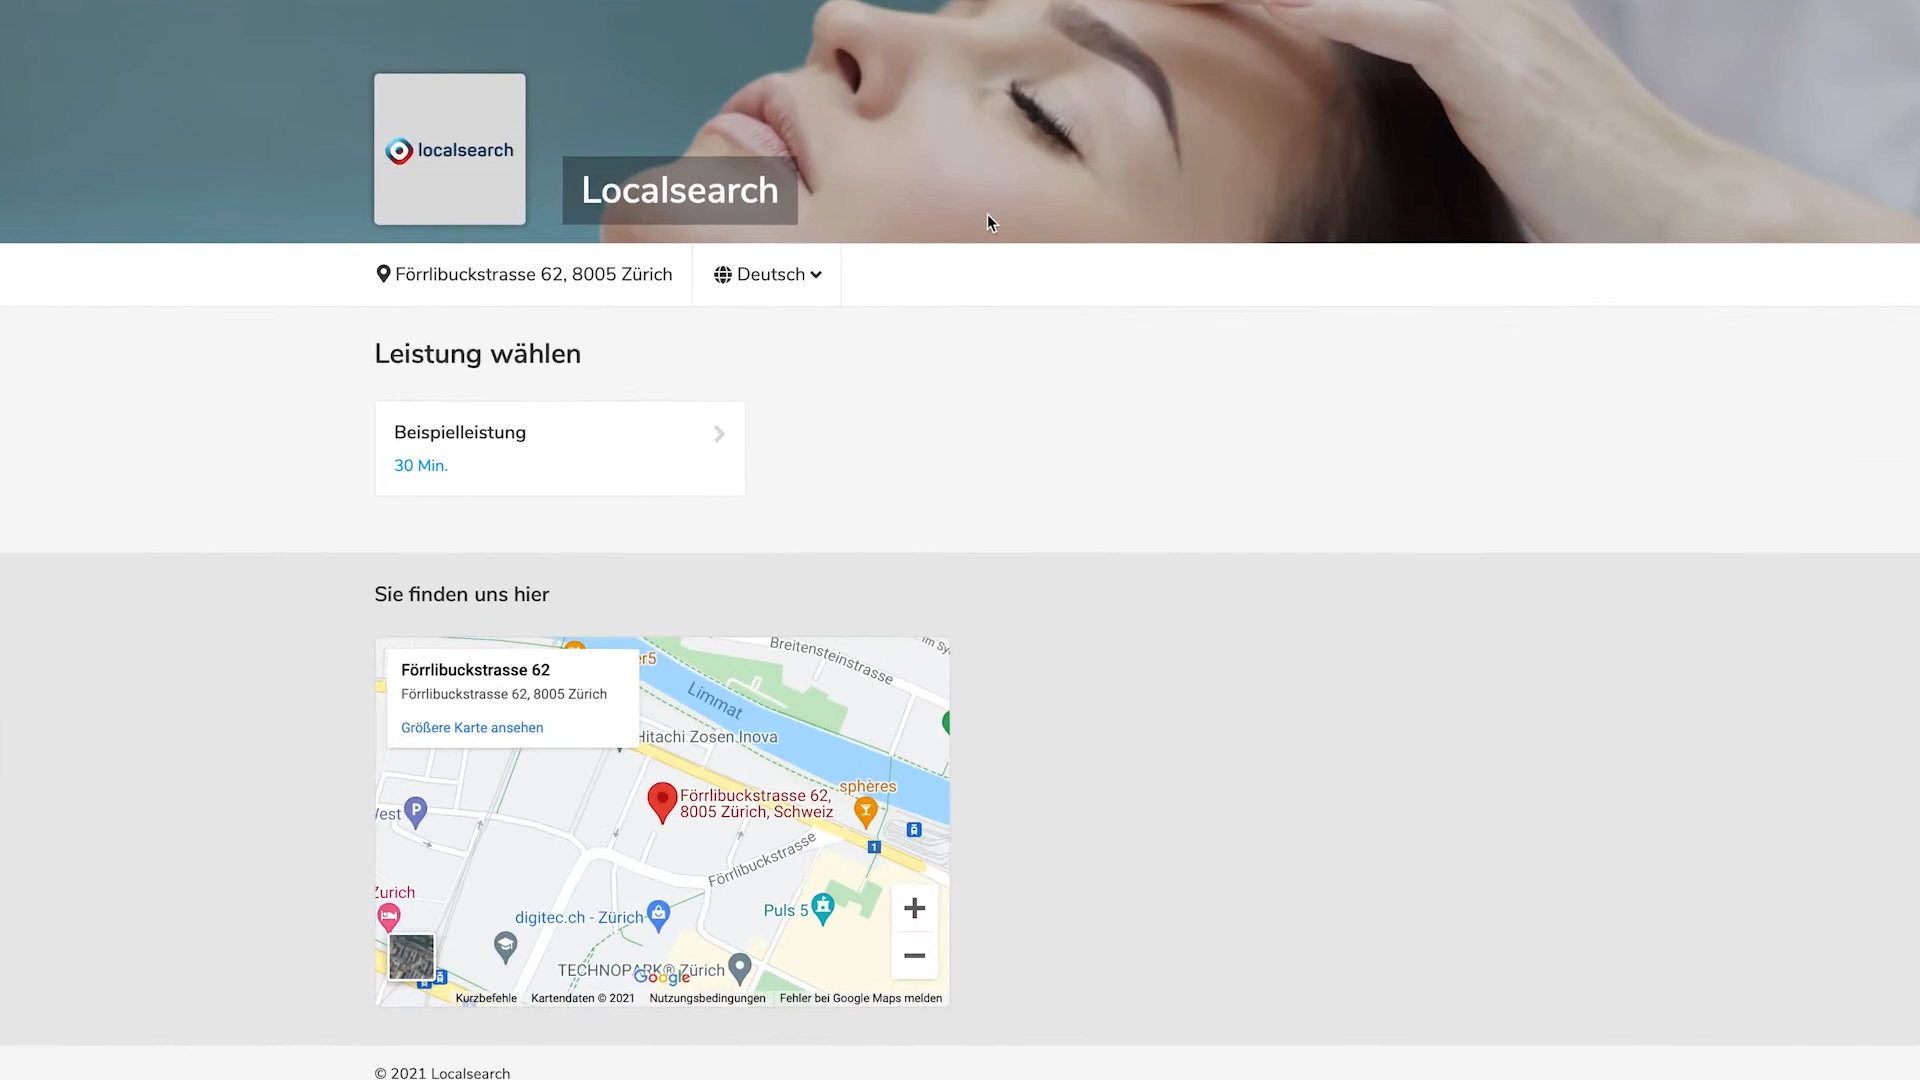 localsearch
Localsearch
Förrlibuckstrasse 62, 8005 Zürich
Deutsch
Leistung wählen
Beispielleistung
30 Min.
Sie finden uns hier
Förrlibuckstrasse 62
Förrlibuckstrasse 62, 8005 Zürich
Größere Karte ansehen
Breitensteinstrasse
Limmat
Hitachi Zosen Inova
sphères
Förrlibuckstrasse 62,
8005 Zürich, Schweiz
P
1
Förrlibuckstrasse
Zurich
digitec.ch - Zürich
Puls 5
TECHNOPARK® Zürich
Google
Kurzbefehle
Kartendaten © 2021
Nutzungsbedingungen
Fehler bei Google Maps melden
© 2021 Localsearch